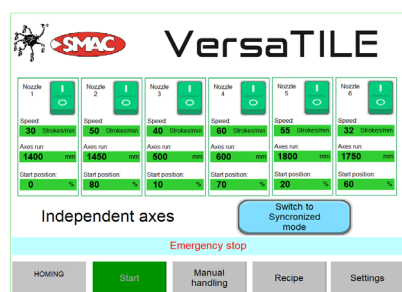 SMAC VersaTILE
Nozzle 1 Nozzle 2 Nozzle 3 Nozzle 4 Nozzle 5 Nozzle 6
Speed: Speed: Speed: Speed: Speed: Speed:
30 Strokes/min 50 Strokes/min 40 Strokes/min 60 Strokes/min 55 Strokes/min 32 Strokes/min
Axes run: Axes run: Axes run: Axes run: Axes run: Axes run:
1400 mm 1450 mm 500 mm 600 mm 1800 mm 1750 mm
Start position: Start position: Start position: Start position: Start position: Start position:
0 % 80 % 10 % 70 % 20 % 60 %
Independent axes
Switch to
Syncronized
mode
Emergency stop
HOMING Start Manual handling Recipe Settings